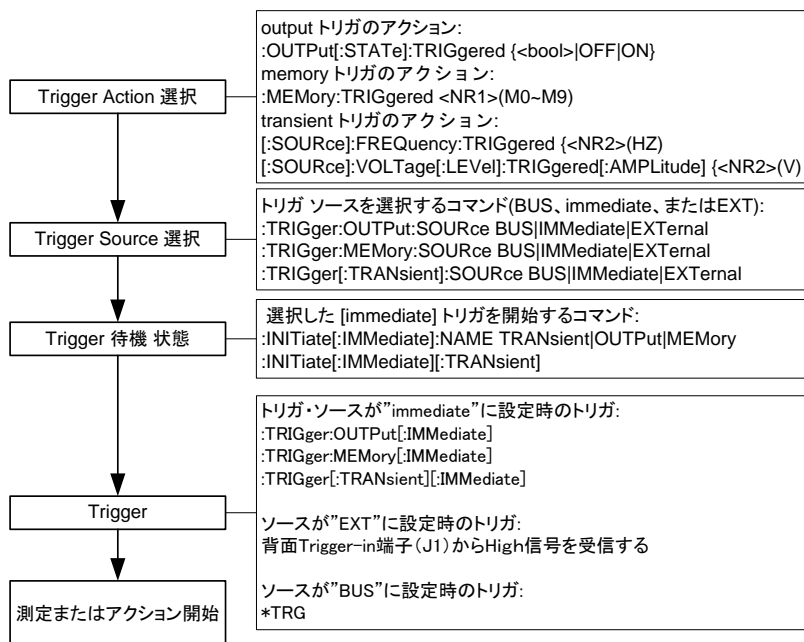 Trigger Action 選択
output トリガのアクション:
:OUTPut[:STATe]:TRIGgered {<bool>|OFF|ON}
memory トリガのアクション:
:MEMory:TRIGgered <NR1>(M0~M9)
transient トリガのアクション:
[:SOURce]:FREQuency:TRIGgered {<NR2>(HZ)
[:SOURce]:VOLTage[:LEVel]:TRIGgered[:AMPLitude] {<NR2>(V)
Trigger Source 選択
トリガ ソースを選択するコマンド(BUS、immediate、またはEXT):
:TRIGger:OUTPut:SOURce BUS|IMMediate|EXTernal
:TRIGger:MEMory:SOURce BUS|IMMediate|EXTernal
:TRIGger[:TRANsient]:SOURce BUS|IMMediate|EXTernal
Trigger 待機 状態
選択した [immediate] トリガを開始するコマンド:
:INITiate[:IMMediate]:NAME TRANsient|OUTPut|MEMory
:INITiate[:IMMediate][:TRANsient]
Trigger
トリガ・ソースが”immediate”に設定時のトリガ:
:TRIGger:OUTPut[:IMMediate]
:TRIGger:MEMory[:IMMediate]
:TRIGger[:TRANsient][:IMMediate]
ソースが”EXT”に設定時のトリガ:
背面Trigger-in端子(J1)からHigh信号を受信する
ソースが”BUS”に設定時のトリガ:
*TRG
測定またはアクション開始